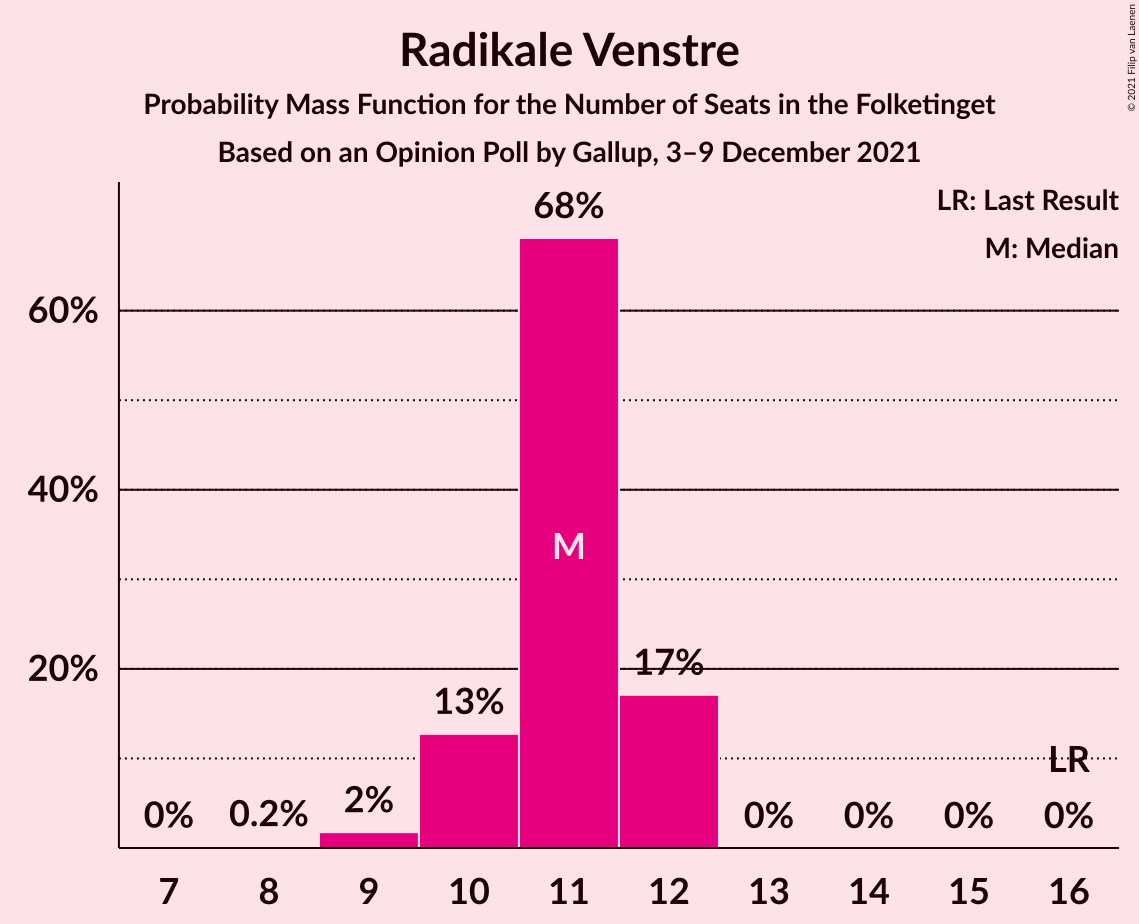 Radikale Venstre
Probability Mass Function for the Number of Seats in the Folketinget
Based on an Opinion Poll by Gallup, 3–9 December 2021
© 2021 Filip van Laenen
LR: Last Result
M: Median
68%
60%
40%
20%
M
17%
13%
LR
0%
0.2%
2%
0%
0%
0%
0%
7
8
9
10
11
12
13
14
15
16